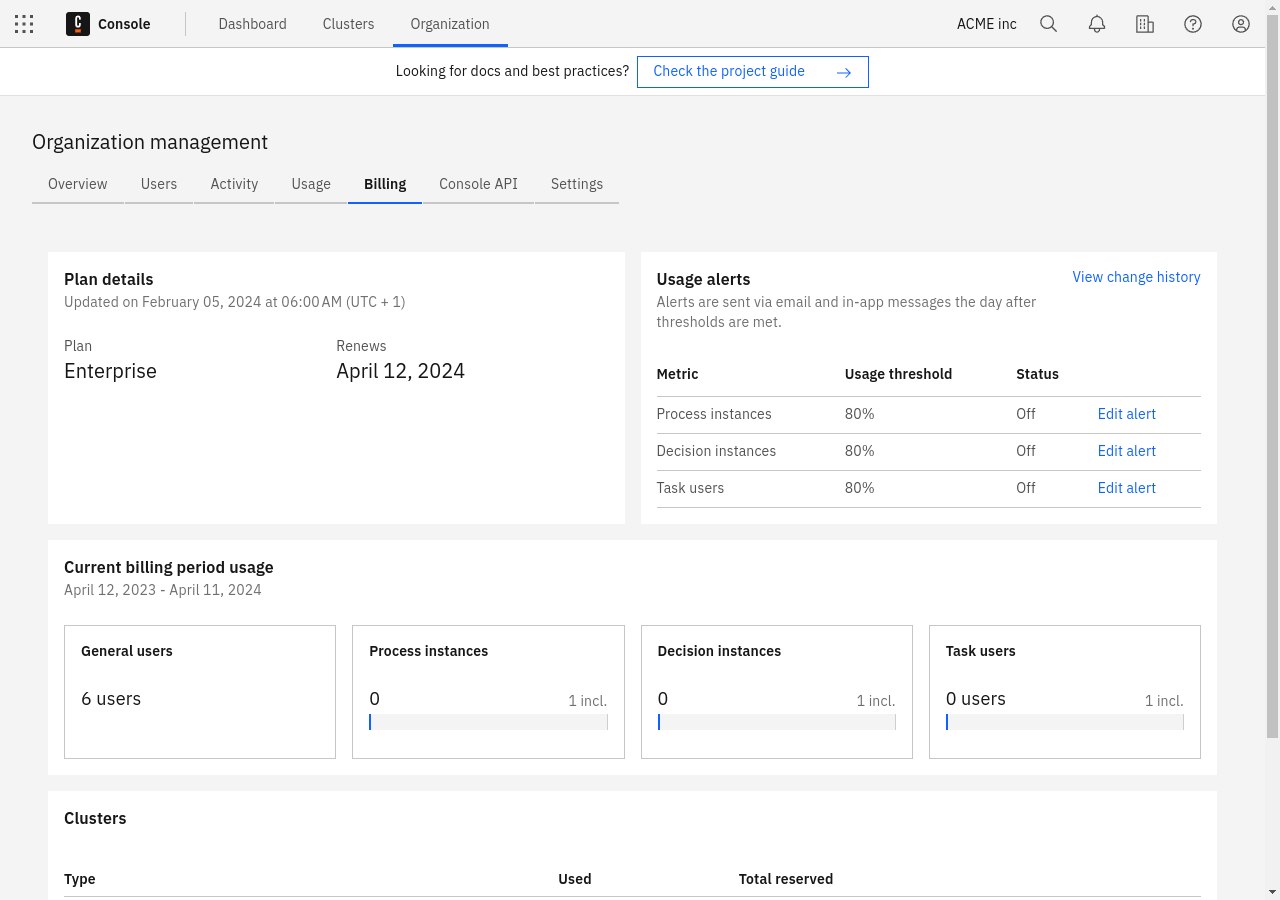 Console
Dashboard
Clusters
Organization
ACME inc
Looking for docs and best practices?
Check the project guide
Organization management
Overview
Users
Activity
Usage
Billing
Console API
Settings
Plan details
Updated on February 05, 2024 at 06:00 AM (UTC + 1)
Plan
Renews
Enterprise
April 12, 2024
Usage alerts
View change history
Alerts are sent via email and in-app messages the day after
thresholds are met.
Metric Usage threshold Status
Process instances 80% Off Edit alert
Decision instances 80% Off Edit alert
Task users 80% Off Edit alert
Current billing period usage
April 12, 2023 - April 11, 2024
General users
6 users
Process instances
0 1 incl.
Decision instances
0 1 incl.
Task users
0 users 1 incl.
Clusters
Type Used Total reserved